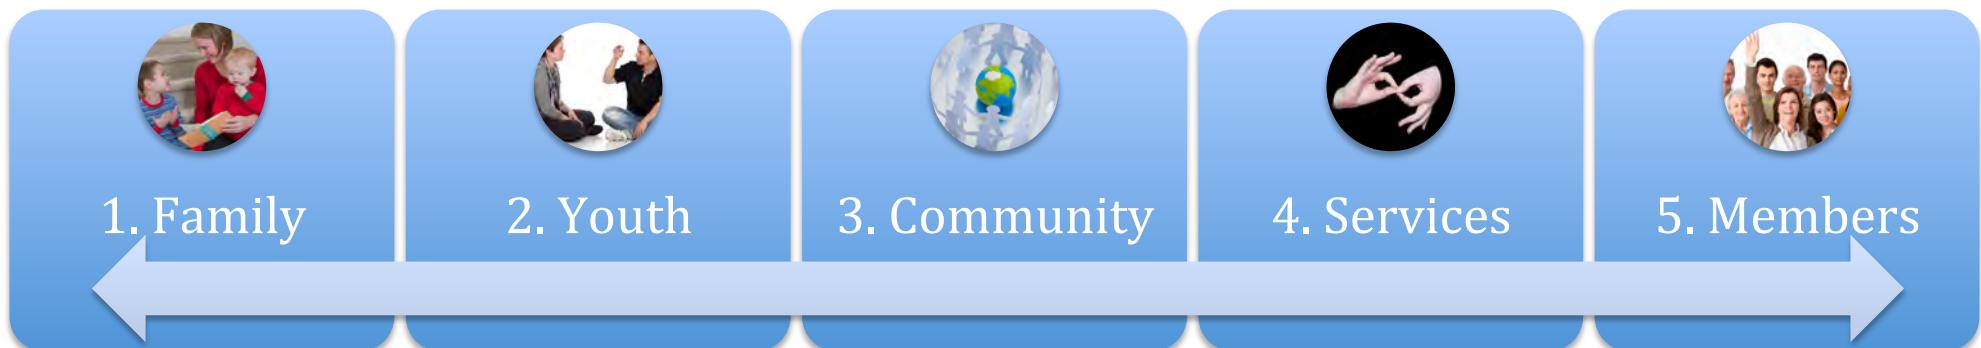 1. Family
2. Youth
3. Community
4. Services
5. Members